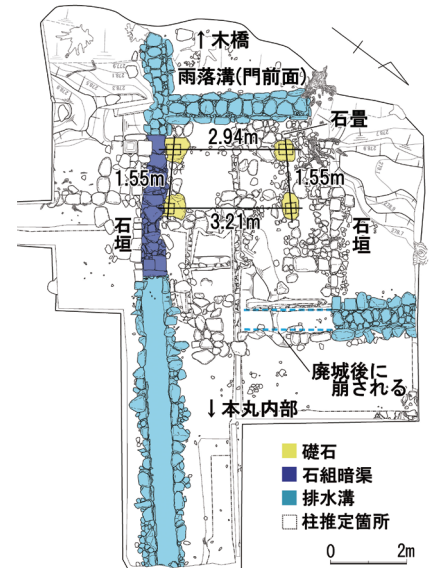 ↑木橋
雨落溝(門前面)
石畳
2.94m
1.55m
1.55m
3.21m
石垣
石垣
廃城後に
崩される
↓本丸内部
礎石
石組暗渠
排水溝
柱推定箇所
0 2m